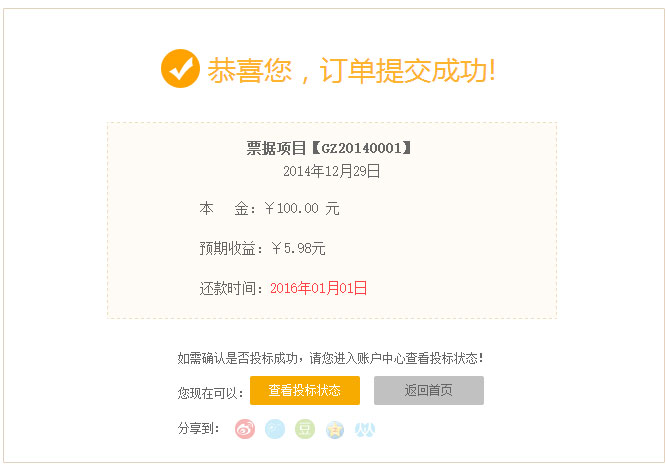 恭喜您，订单提交成功!
票据项目【GZ20140001】
2014年12月29日
本 金：￥100.00 元
预期收益：￥5.98元
还款时间：2016年01月01日
如需确认是否投标成功，请您进入账户中心查看投标状态！
您现在可以：查看投标状态 返回首页
分享到： 豆